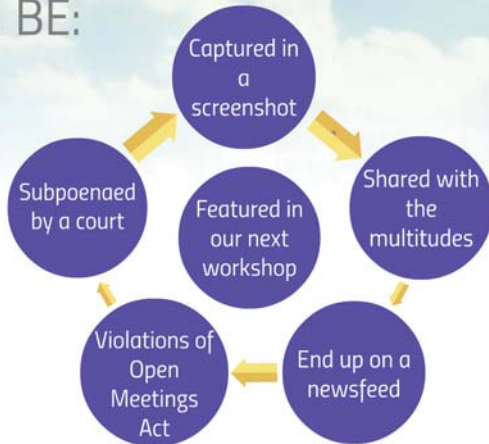 BE:
Captured in
a
screenshot
Shared with
the
multitudes
End up on a
newsfeed
Violations of
Open
Meetings
Act
Subpoenaed
by a court
Featured in
our next
workshop